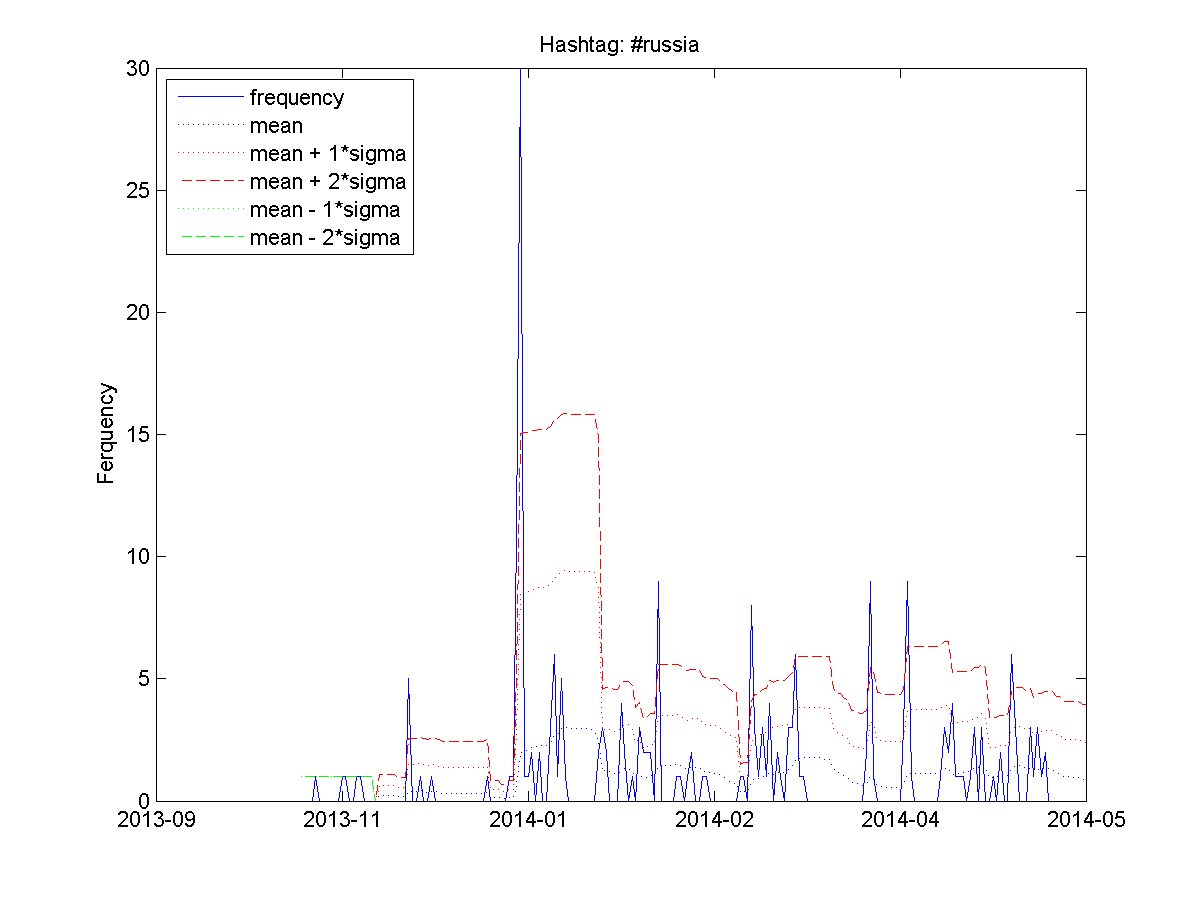 Hashtag: #russia
30
25
20
15
10
5
0
Ferquency
frequency
mean
mean + 1*sigma
mean + 2*sigma
mean - 1*sigma
mean - 2*sigma
2013-09 2013-11 2014-01 2014-02 2014-04 2014-05